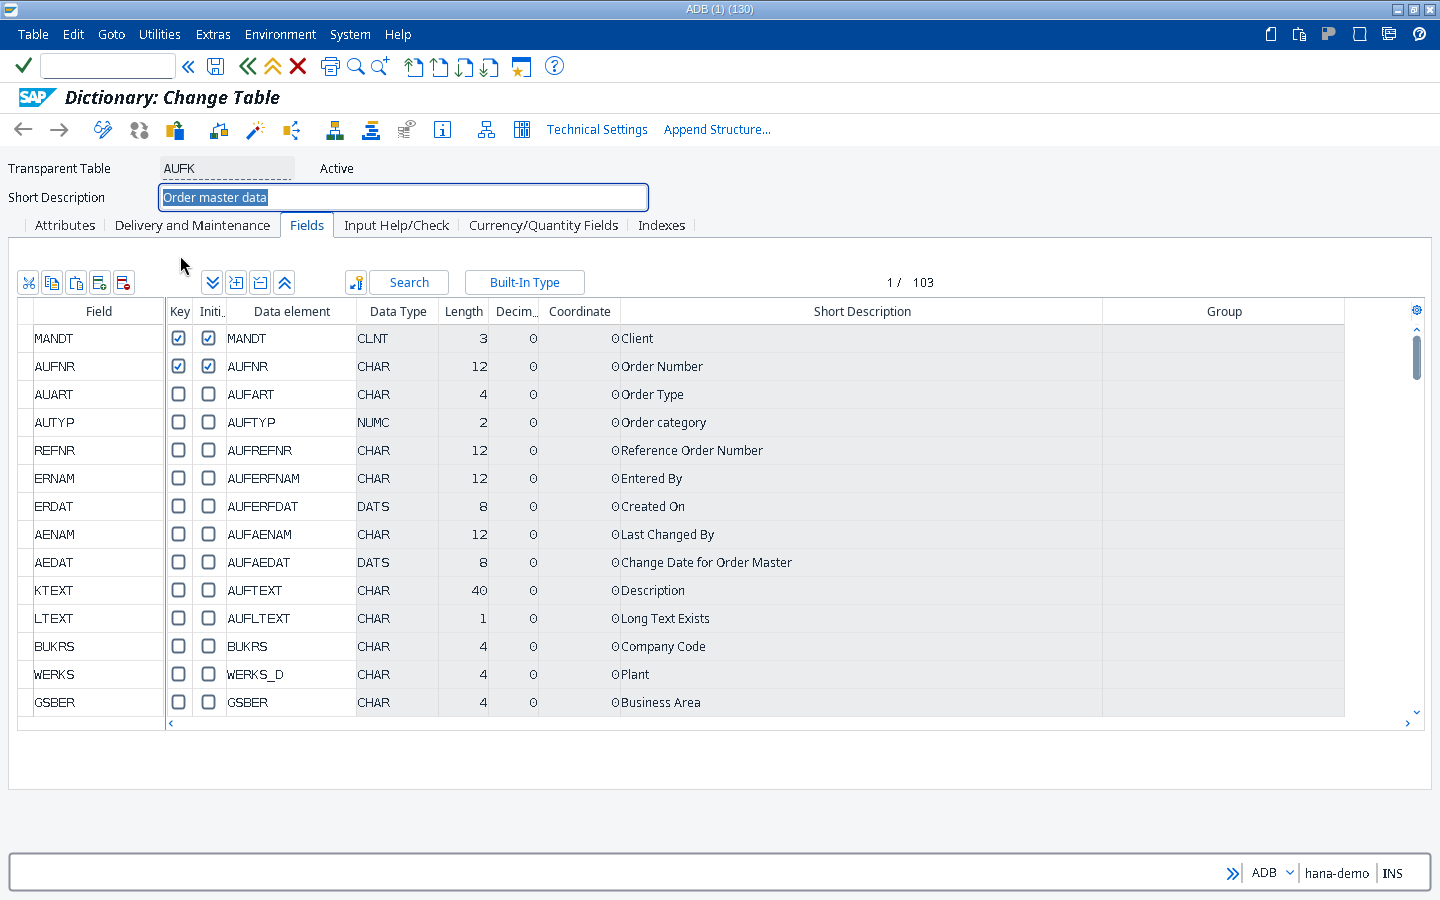 ADB (1) (130)
Table Edit Goto Utilities Extras Environment System Help
SAP Dictionary: Change Table
Technical Settings Append Structure...
Transparent Table AUFK Active
Short Description Order master data
Attributes Delivery and Maintenance Fields Input Help/Check Currency/Quantity Fields Indexes
Search Built-In Type 1 / 103
Field Key Initi.. Data element Data Type Length Decim... Coordinate Short Description Group
MANDT MANDT CLNT 3 0 0 Client
AUFNR AUFNR CHAR 12 0 0 Order Number
AUART AUFART CHAR 4 0 0 Order Type
AUTYP AUFTYP NUMC 2 0 0 Order category
REFNR AUFREFNR CHAR 12 0 0 Reference Order Number
ERNAM AUFERFNAM CHAR 12 0 0 Entered By
ERDAT AUFERFDAT DATS 8 0 0 Created On
AENAM AUFAENAM CHAR 12 0 0 Last Changed By
AEDAT AUFAEDAT DATS 8 0 0 Change Date for Order Master
KTEXT AUFTEXT CHAR 40 0 0 Description
LTEXT AUFLTEXT CHAR 1 0 0 Long Text Exists
BUKRS BUKRS CHAR 4 0 0 Company Code
WERKS WERKS_D CHAR 4 0 0 Plant
GSBER GSBER CHAR 4 0 0 Business Area
ADB hana-demo INS